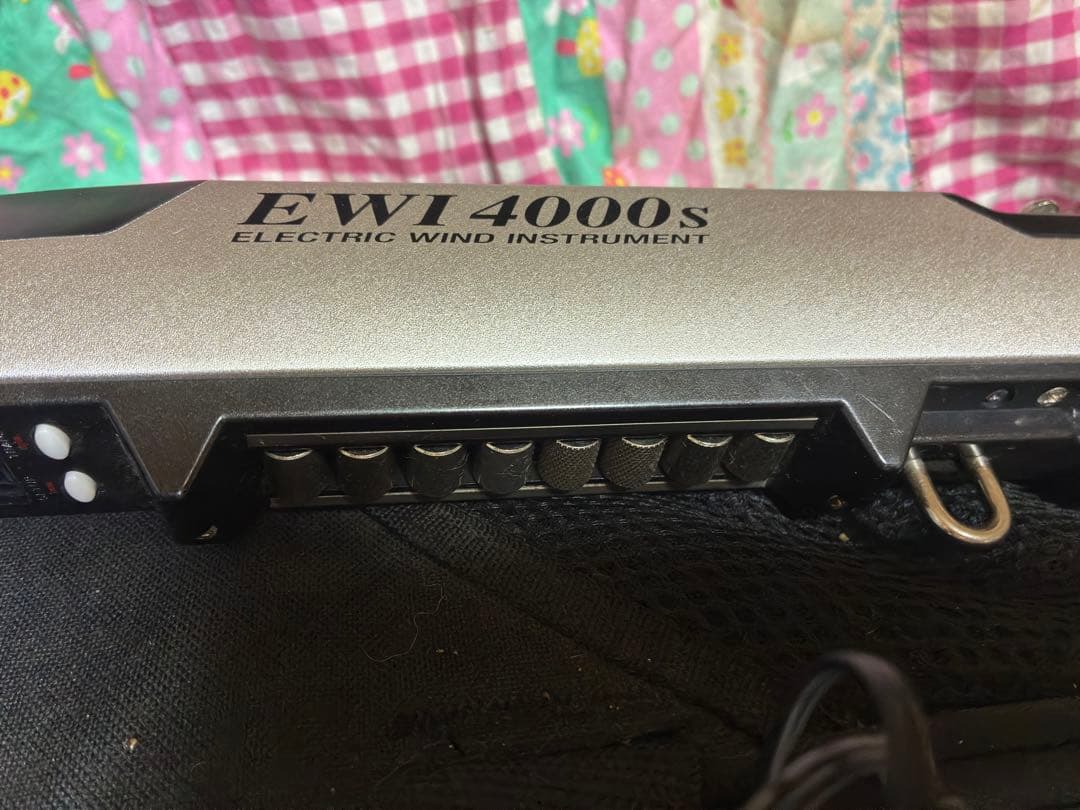 EWI 4000s
ELECTRIC WIND INSTRUMENT